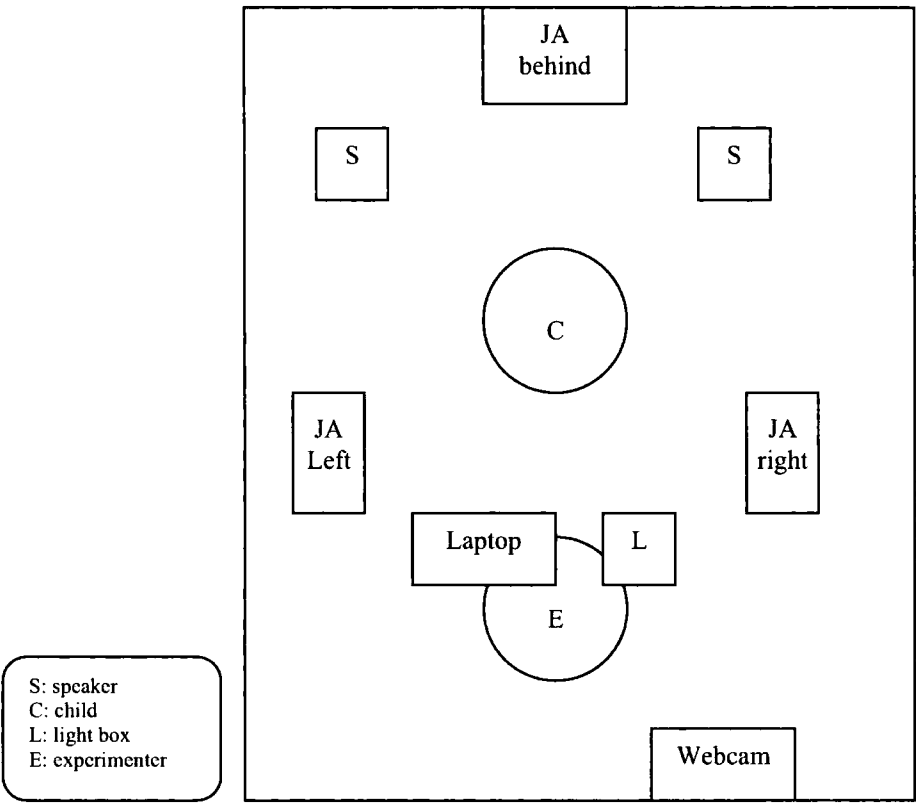 JA
behind
S
S
C
JA
Left
JA
right
Laptop
L
E
S: speaker
C: child
L: light box
E: experimenter
Webcam